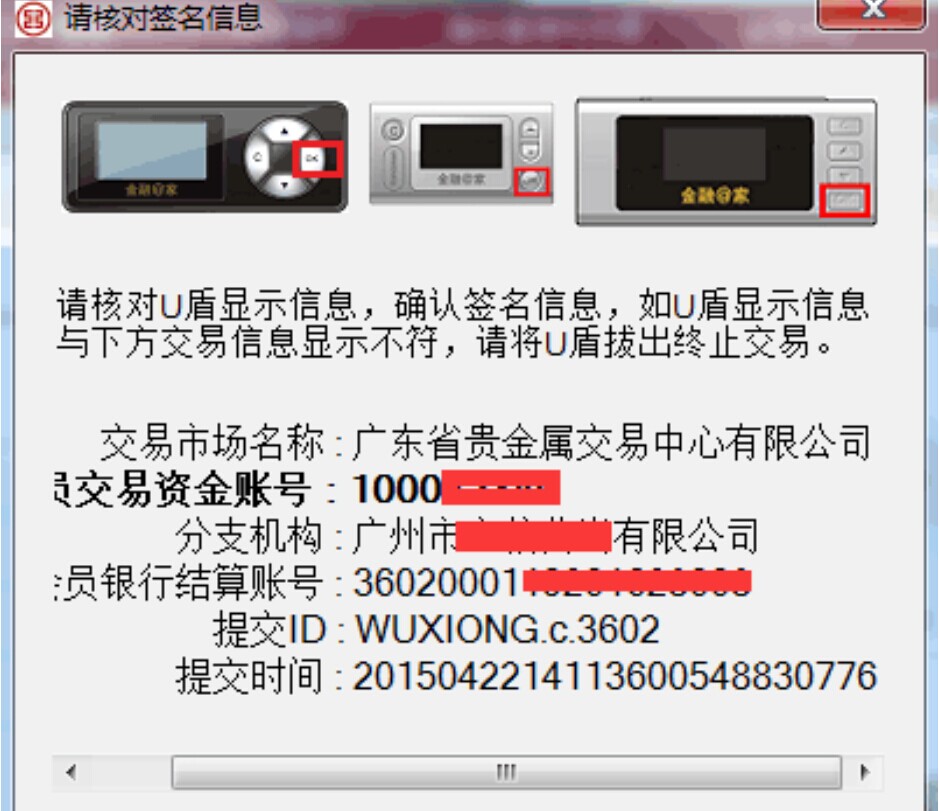 请核对签名信息
金融@家
OK
金融@家
金融@家
请核对U盾显示信息，确认签名信息，如U盾显示信息
与下方交易信息显示不符，请将U盾拔出终止交易。
交易市场名称：广东省贵金属交易中心有限公司
员交易资金账号：1000
分支机构：广州市 有限公司
员银行结算账号：36020001
提交ID：WUXIONG.c.3602
提交时间：2015042214113600548830776